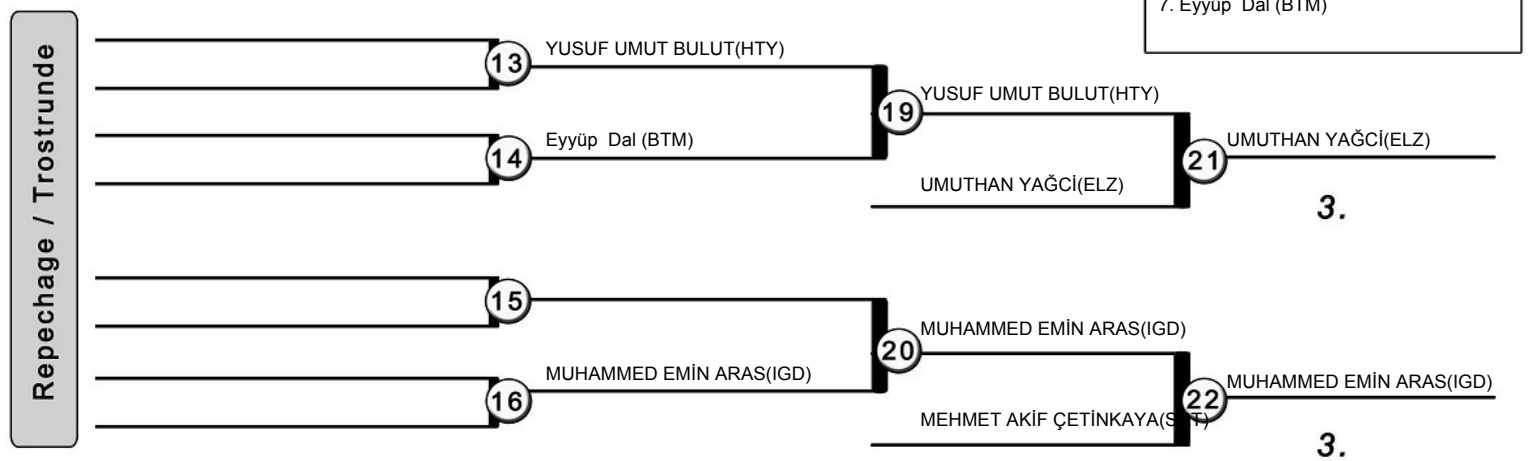 7. Eyyüp Dal (BTM)
Repechage / Trostrunde
13
YUSUF UMUT BULUT(HTY)
14
Eyyüp Dal (BTM)
19
YUSUF UMUT BULUT(HTY)
UMUTHAN YAĞCİ(ELZ)
21
UMUTHAN YAĞCİ(ELZ)
3.
15
16
MUHAMMED EMİN ARAS(IGD)
20
MUHAMMED EMİN ARAS(IGD)
MEHMET AKİF ÇETİNKAYA
22
MUHAMMED EMİN ARAS(IGD)
3.